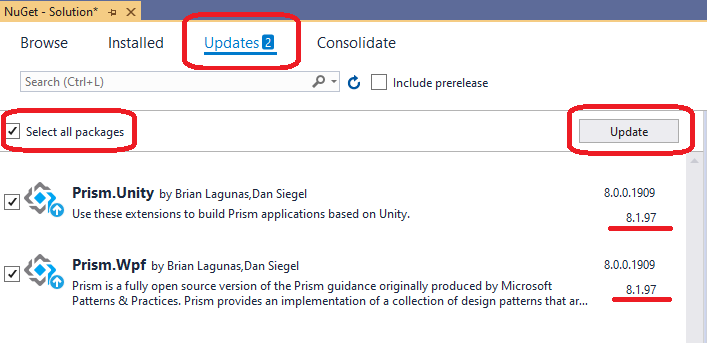 NuGet - Solution*
Browse Installed Updates 2 Consolidate
Search (Ctrl+L) Include prerelease
Select all packages Update
Prism.Unity by Brian Lagunas,Dan Siegel 8.0.0.1909
Use these extensions to build Prism applications based on Unity. 8.1.97
Prism.Wpf by Brian Lagunas,Dan Siegel 8.0.0.1909
Prism is a fully open source version of the Prism guidance originally produced by Microsoft 8.1.97
Patterns & Practices. Prism provides an implementation of a collection of design patterns that ar...